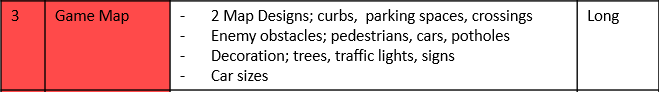 3 Game Map - 2 Map Designs; curbs,  parking spaces, crossings Long
- Enemy obstacles; pedestrians, cars, potholes
- Decoration; trees, traffic lights, signs
- Car sizes